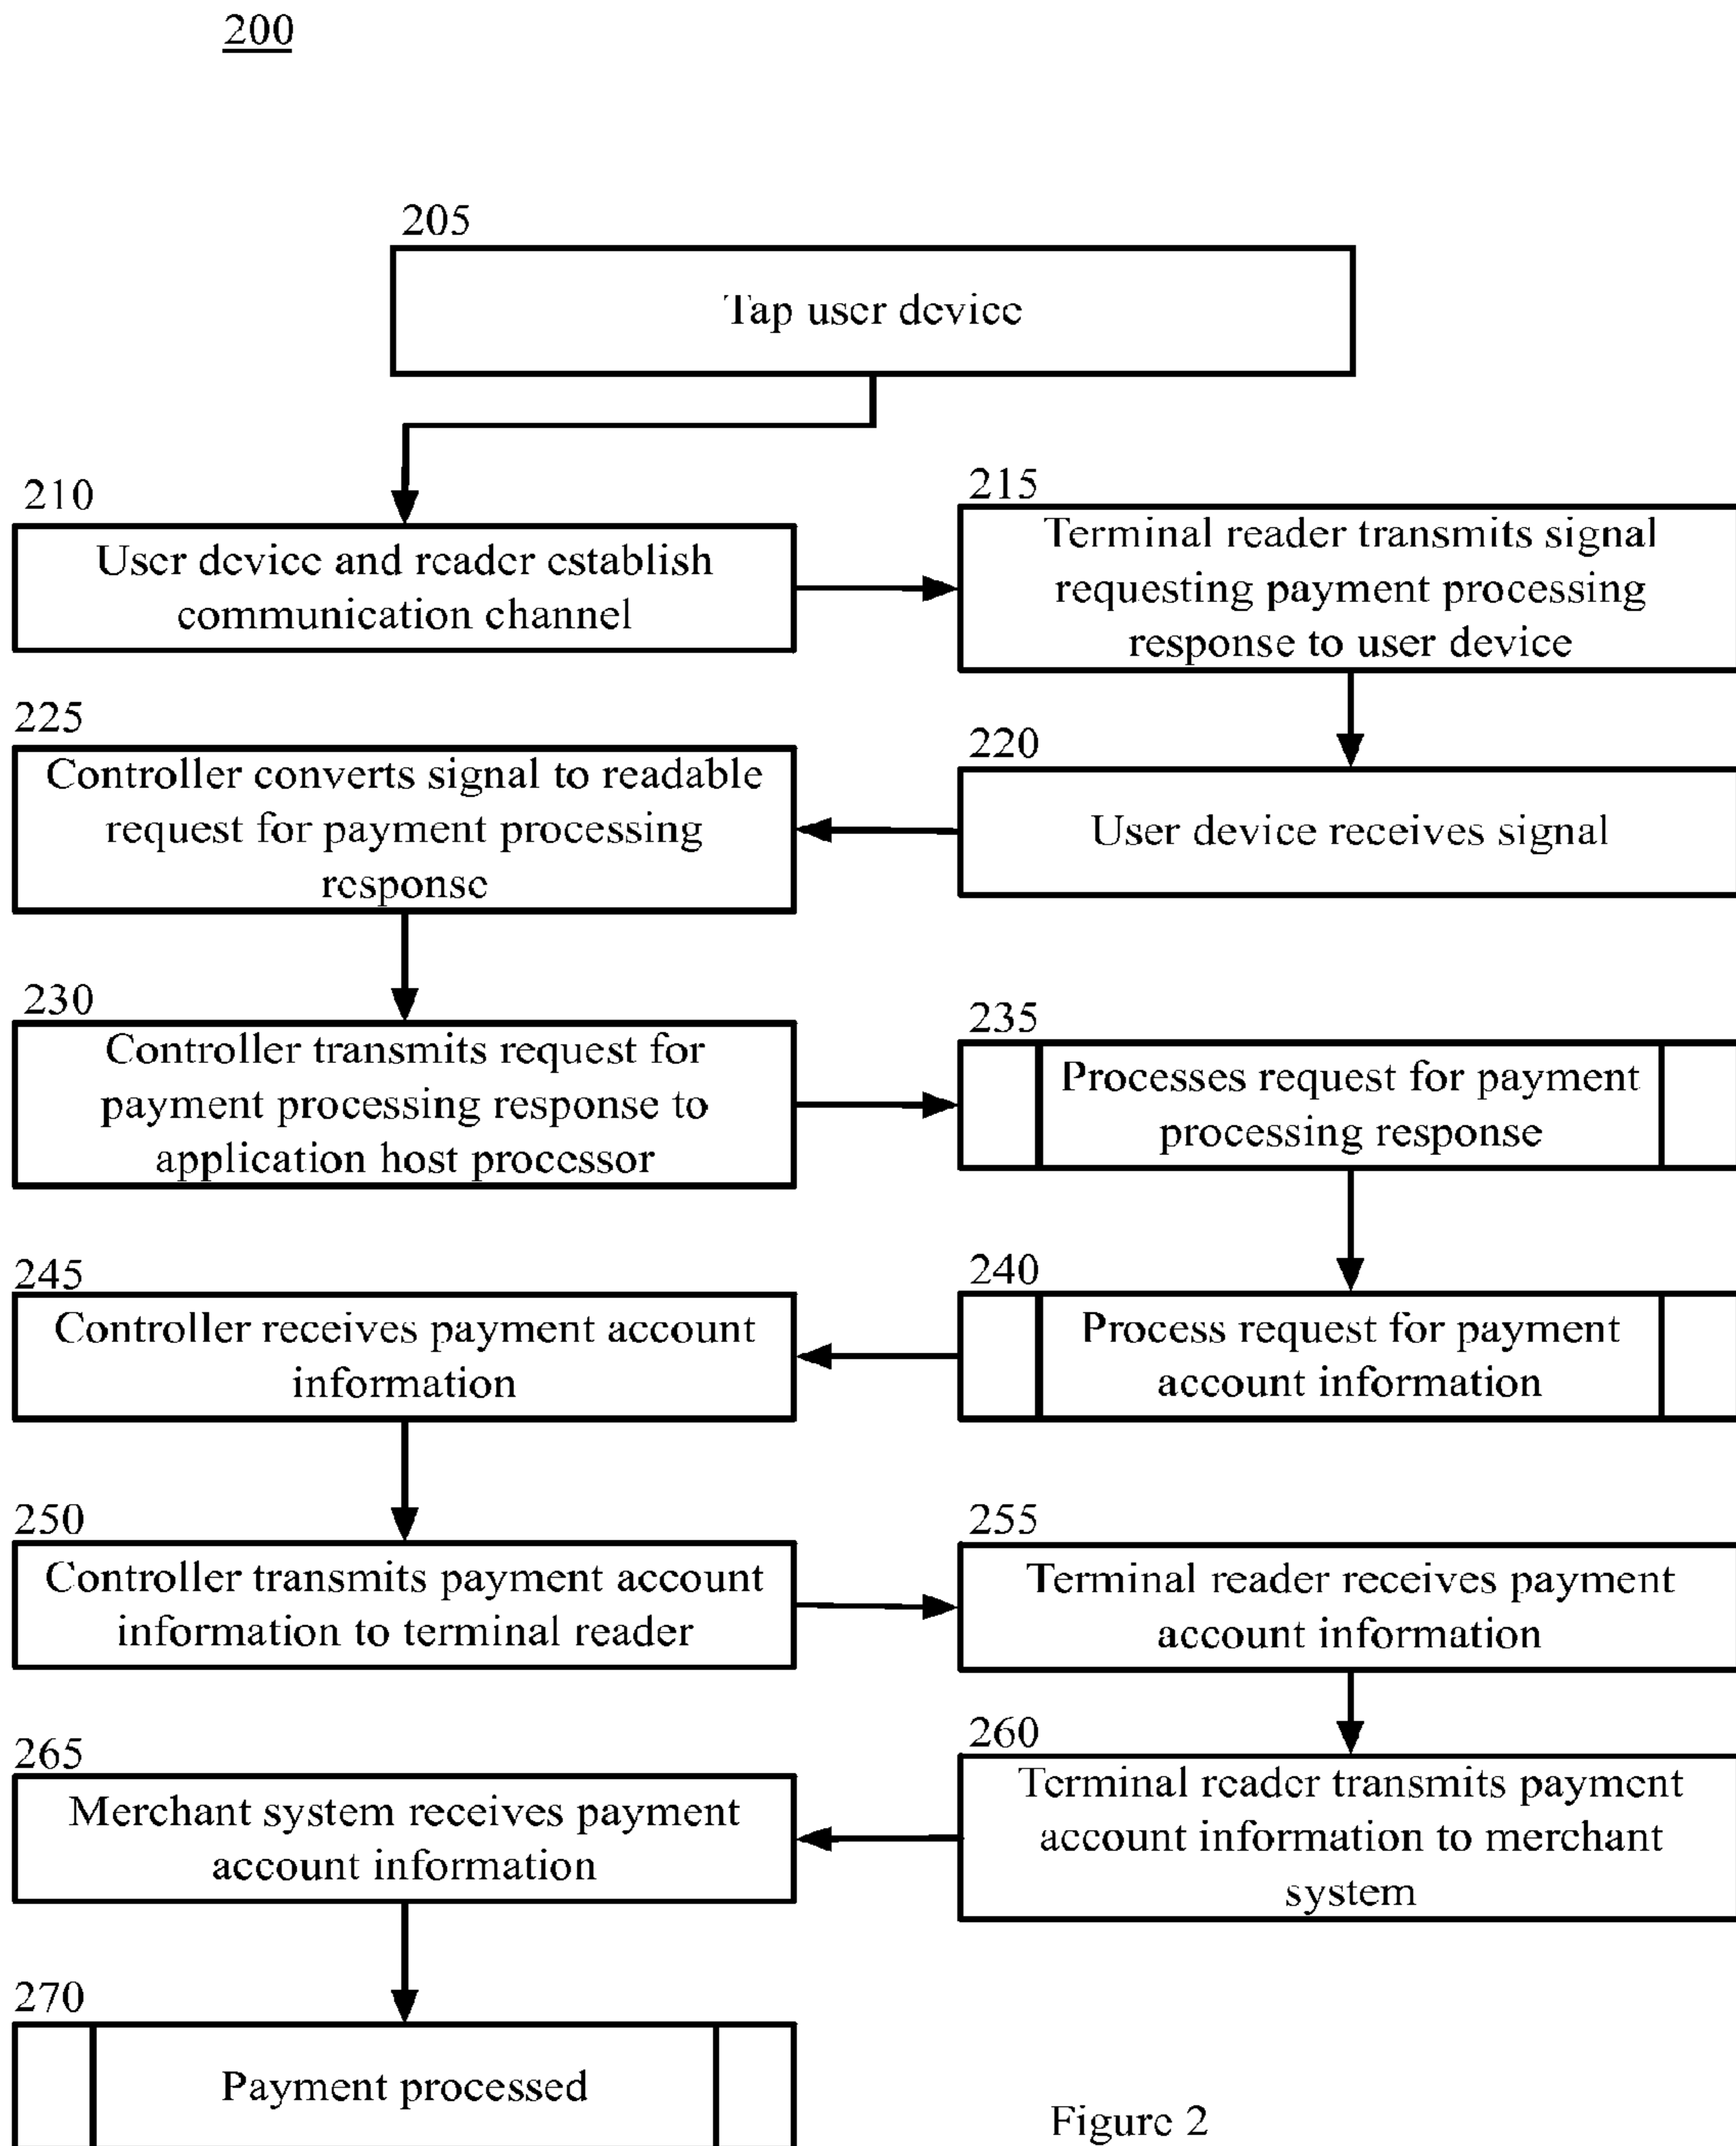 200
205
Tap user device
210
User device and reader establish
communication channel
215
Terminal reader transmits signal
requesting payment processing
response to user device
220
User device receives signal
225
Controller converts signal to readable
request for payment processing
response
230
Controller transmits request for
payment processing response to
application host processor
235
Processes request for payment
processing response
240
Process request for payment
account information
245
Controller receives payment account
information
250
Controller transmits payment account
information to terminal reader
255
Terminal reader receives payment
account information
260
Terminal reader transmits payment
account information to merchant
system
265
Merchant system receives payment
account information
270
Payment processed
Figure 2